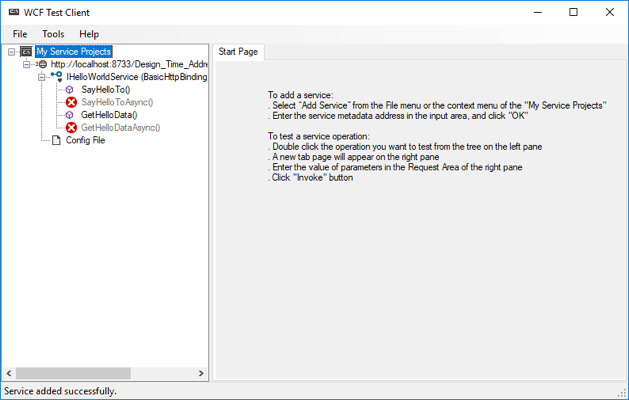 WCF Test Client
File Tools Help
My Service Projects
http://localhost:8733/Design_Time_Addre
IHelloWorldService (BasicHttpBinding
SayHelloTo()
SayHelloToAsync()
GetHelloData()
GetHelloDataAsync()
Config File
Start Page
To add a service:
. Select "Add Service" from the File menu or the context menu of the "My Service Projects"
. Enter the service metadata address in the input area, and click "OK"
To test a service operation:
. Double click the operation you want to test from the tree on the left pane
. A new tab page will appear on the right pane
. Enter the value of parameters in the Request Area of the right pane
. Click "Invoke" button
Service added successfully.